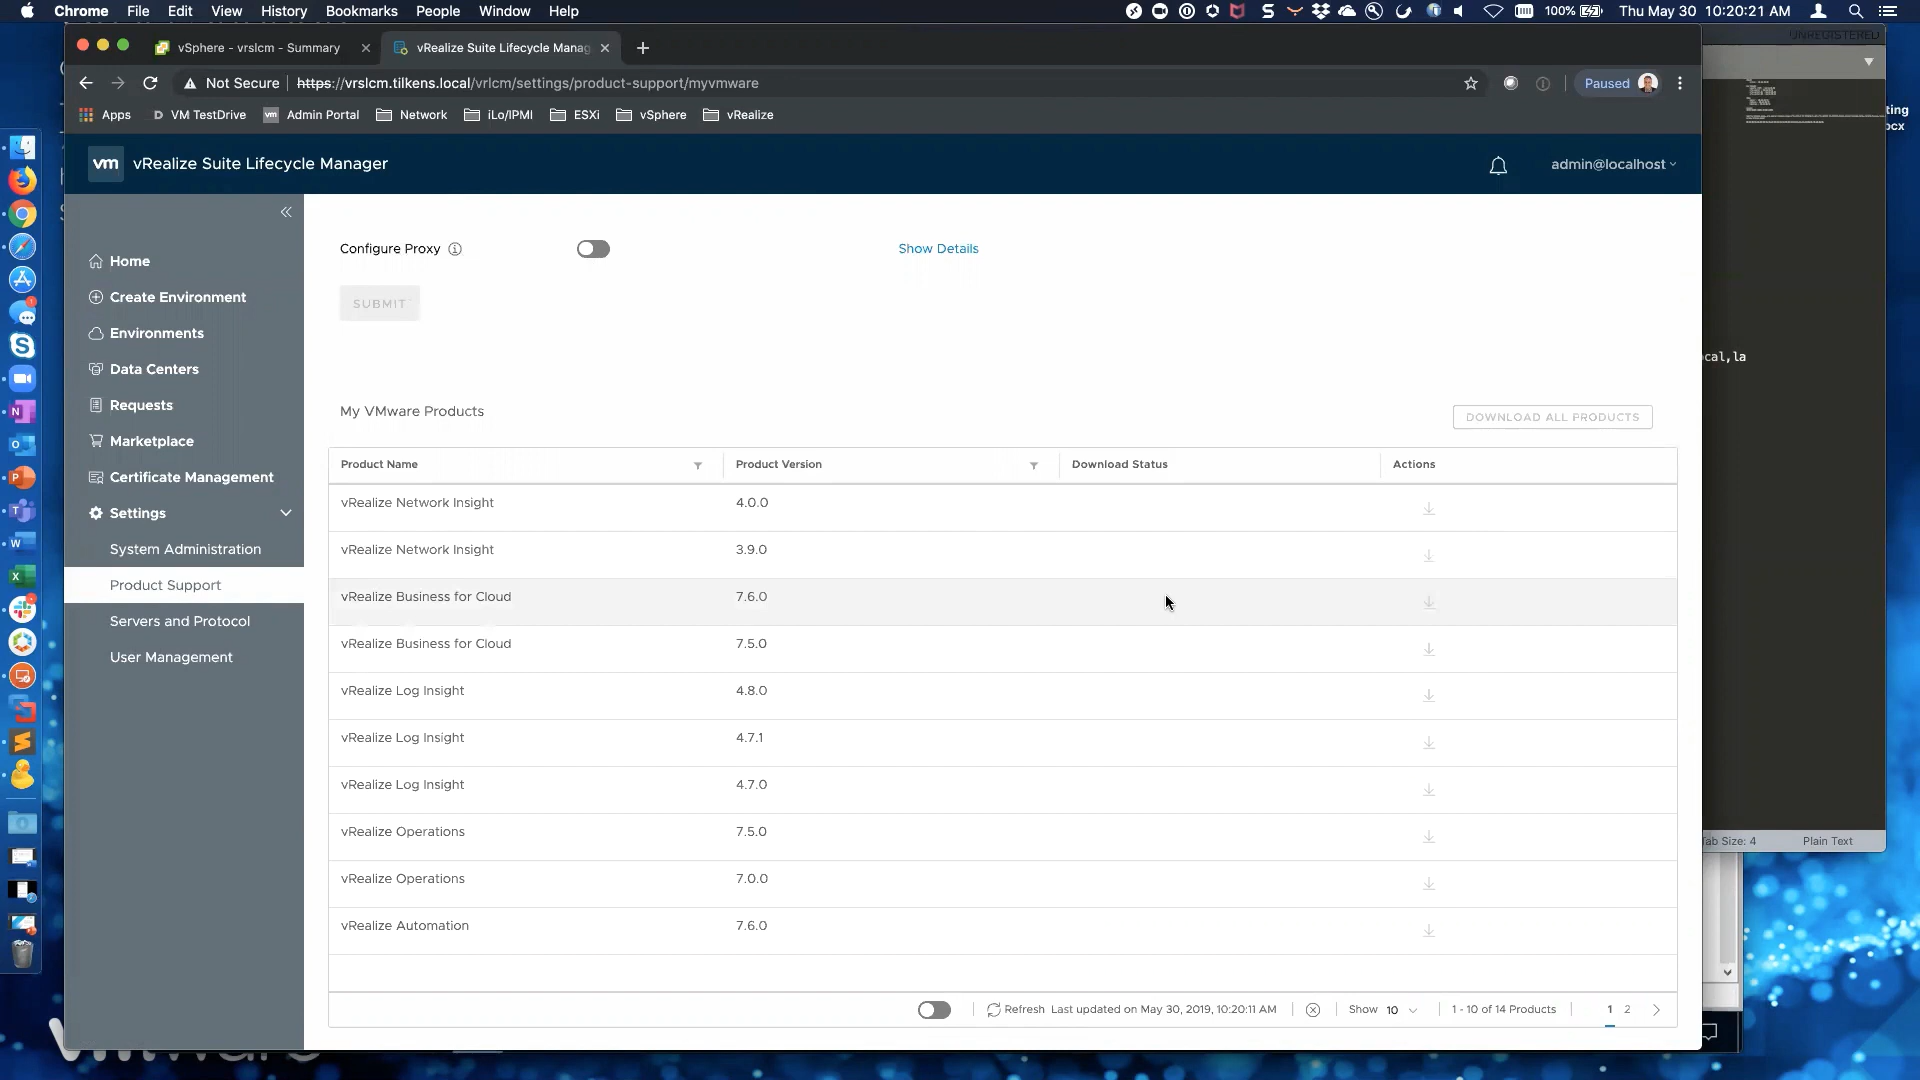 Chrome File Edit View History Bookmarks People Window Help
100% Thu May 30 10:20:21 AM
UNREGISTERED
vSphere - vrslcm - Summary
vRealize Suite Lifecycle Manag
Not Secure https://vrslcm.tilkens.local/vrlcm/settings/product-support/myvmware
Paused
Apps VM TestDrive Admin Portal Network iLo/IPMI ESXi vSphere vRealize
vm vRealize Suite Lifecycle Manager
admin@localhost
Home
Create Environment
Environments
Data Centers
Requests
Marketplace
Certificate Management
Settings
System Administration
Product Support
Servers and Protocol
User Management
Configure Proxy
Show Details
SUBMIT
My VMware Products
DOWNLOAD ALL PRODUCTS
Product Name Product Version Download Status Actions
vRealize Network Insight 4.0.0
vRealize Network Insight 3.9.0
vRealize Business for Cloud 7.6.0
vRealize Business for Cloud 7.5.0
vRealize Log Insight 4.8.0
vRealize Log Insight 4.7.1
vRealize Log Insight 4.7.0
vRealize Operations 7.5.0
vRealize Operations 7.0.0
vRealize Automation 7.6.0
Refresh Last updated on May 30, 2019, 10:20:11 AM Show 10 1 - 10 of 14 Products 1 2
ting
ocx
cal,la
Tab Size: 4 Plain Text